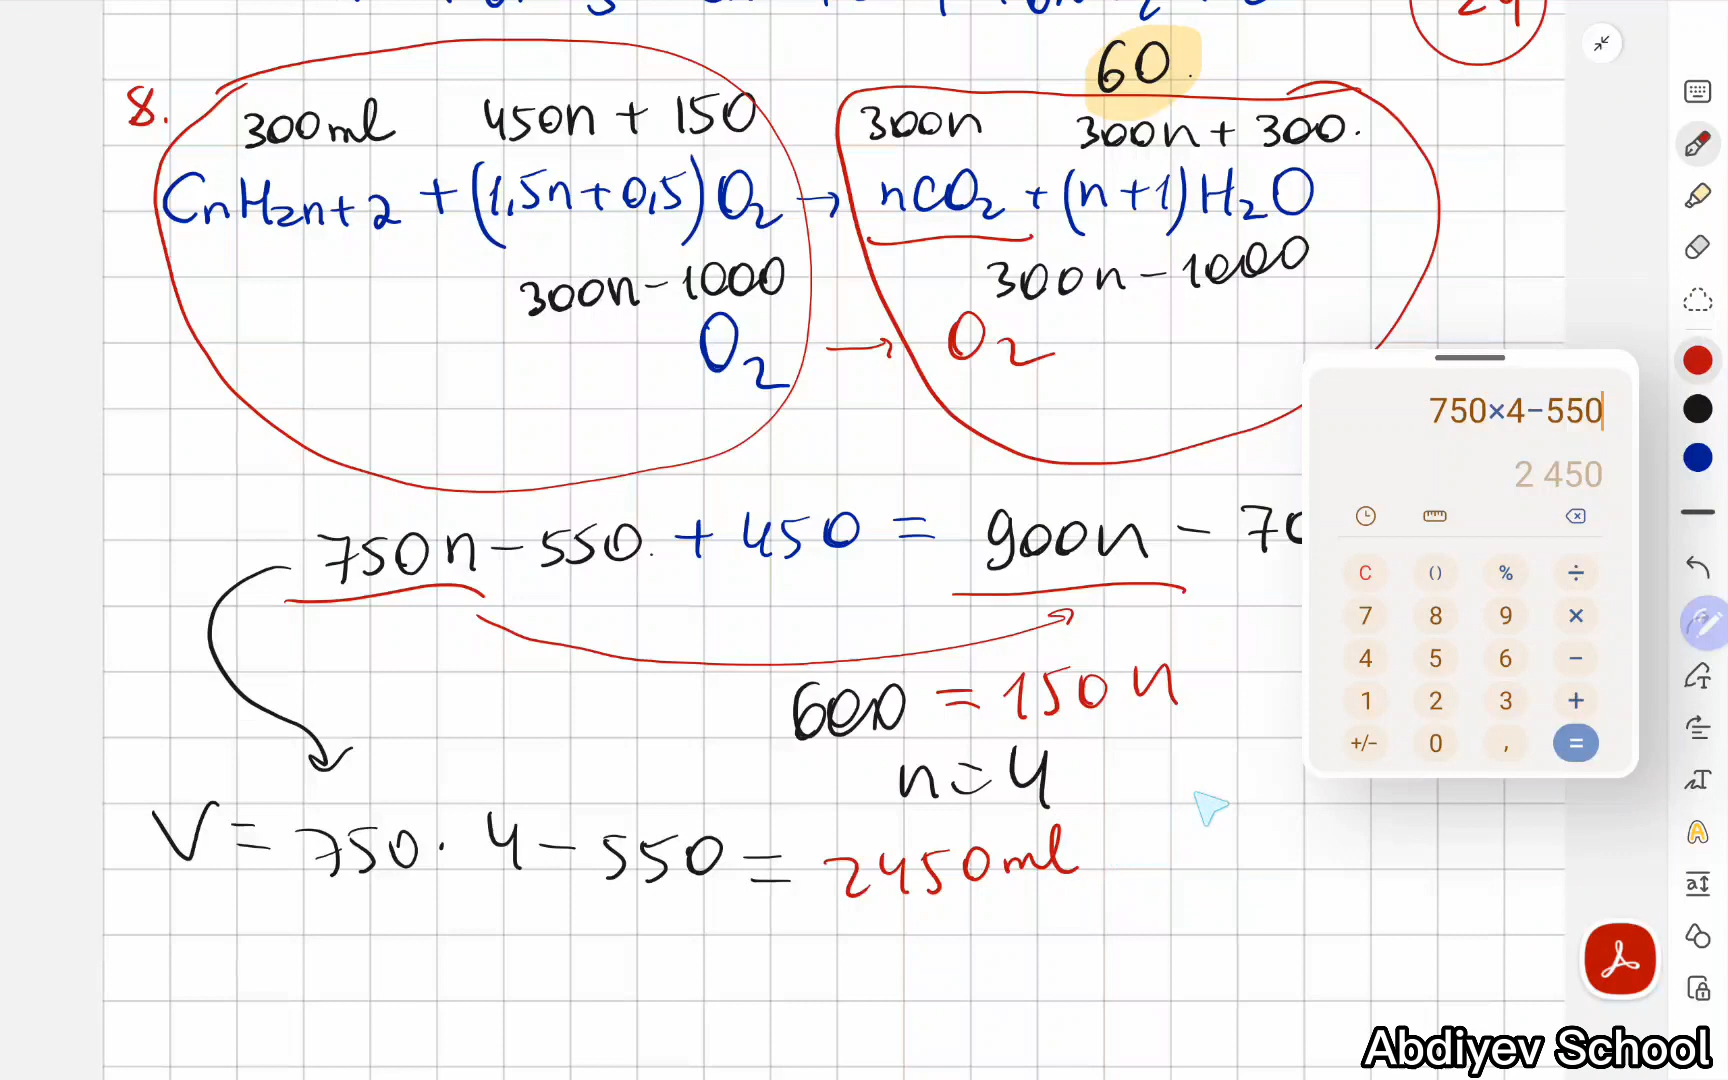 24
60.
8.
300ml 450n + 150 300n 300n + 300.
CnH2n+2 + (1,5n+0,5)O2 → nCO2 + (n+1)H2O
300n - 1000 300n - 1000
O2 → O2
750n - 550. + 450 = 900n - 70
600 = 150n
n = 4
V = 750 · 4 - 550 = 2450ml
750×4−550
2 450
C () % ÷
7 8 9 ×
4 5 6 −
1 2 3 +
+/− 0 , =
Abdiyev School